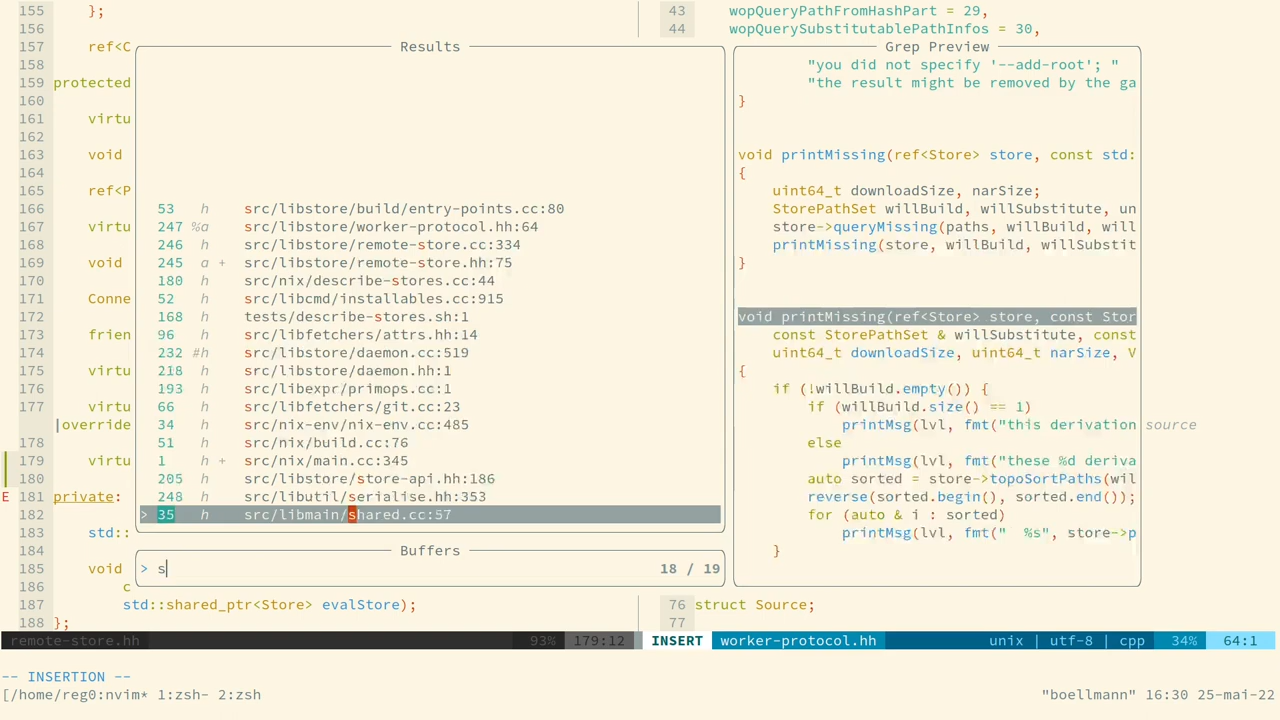 155     };
156
157     ref<C
158
159 protected
160
161     virtu
162
163     void
164
165     ref<P
166
167     virtu
168
169     void
170
171     Conne
172
173     frien
174
175     virtu
176
177     virtu
|override
178
179     virtu
180
E 181 private:
182
183     std::
184
185     void
186         c
187         std::shared_ptr<Store> evalStore);
188 };
Results
53 h src/libstore/build/entry-points.cc:80
247 %a src/libstore/worker-protocol.hh:64
246 h src/libstore/remote-store.cc:334
245 a + src/libstore/remote-store.hh:75
180 h src/nix/describe-stores.cc:44
52 h src/libcmd/installables.cc:915
168 h tests/describe-stores.sh:1
96 h src/libfetchers/attrs.hh:14
232 #h src/libstore/daemon.cc:519
218 h src/libstore/daemon.hh:1
193 h src/libexpr/primops.cc:1
66 h src/libfetchers/git.cc:23
34 h src/nix-env/nix-env.cc:485
51 h src/nix/build.cc:76
1 h + src/nix/main.cc:345
205 h src/libstore/store-api.hh:186
248 h src/libutil/serialise.hh:353
> 35 h src/libmain/shared.cc:57
Buffers
> s 18 / 19
43 wopQueryPathFromHashPart = 29,
44 wopQuerySubstitutablePathInfos = 30,
Grep Preview
"you did not specify '--add-root'; "
"the result might be removed by the ga
}
void printMissing(ref<Store> store, const std:
{
uint64_t downloadSize, narSize;
StorePathSet willBuild, willSubstitute, un
store->queryMissing(paths, willBuild, will
printMissing(store, willBuild, willSubstit
}
void printMissing(ref<Store> store, const Stor
const StorePathSet & willSubstitute, const
uint64_t downloadSize, uint64_t narSize, V
{
if (!willBuild.empty()) {
if (willBuild.size() == 1)
printMsg(lvl, fmt("this derivation source
else
printMsg(lvl, fmt("these %d deriva
auto sorted = store->topoSortPaths(wil
reverse(sorted.begin(), sorted.end());
for (auto & i : sorted)
printMsg(lvl, fmt("  %s", store->p
}
76 struct Source;
77
remote-store.hh 93% 179:12 INSERT worker-protocol.hh unix | utf-8 | cpp 34% 64:1
-- INSERTION --
[/home/reg0:nvim* 1:zsh- 2:zsh "boellmann" 16:30 25-mai-22